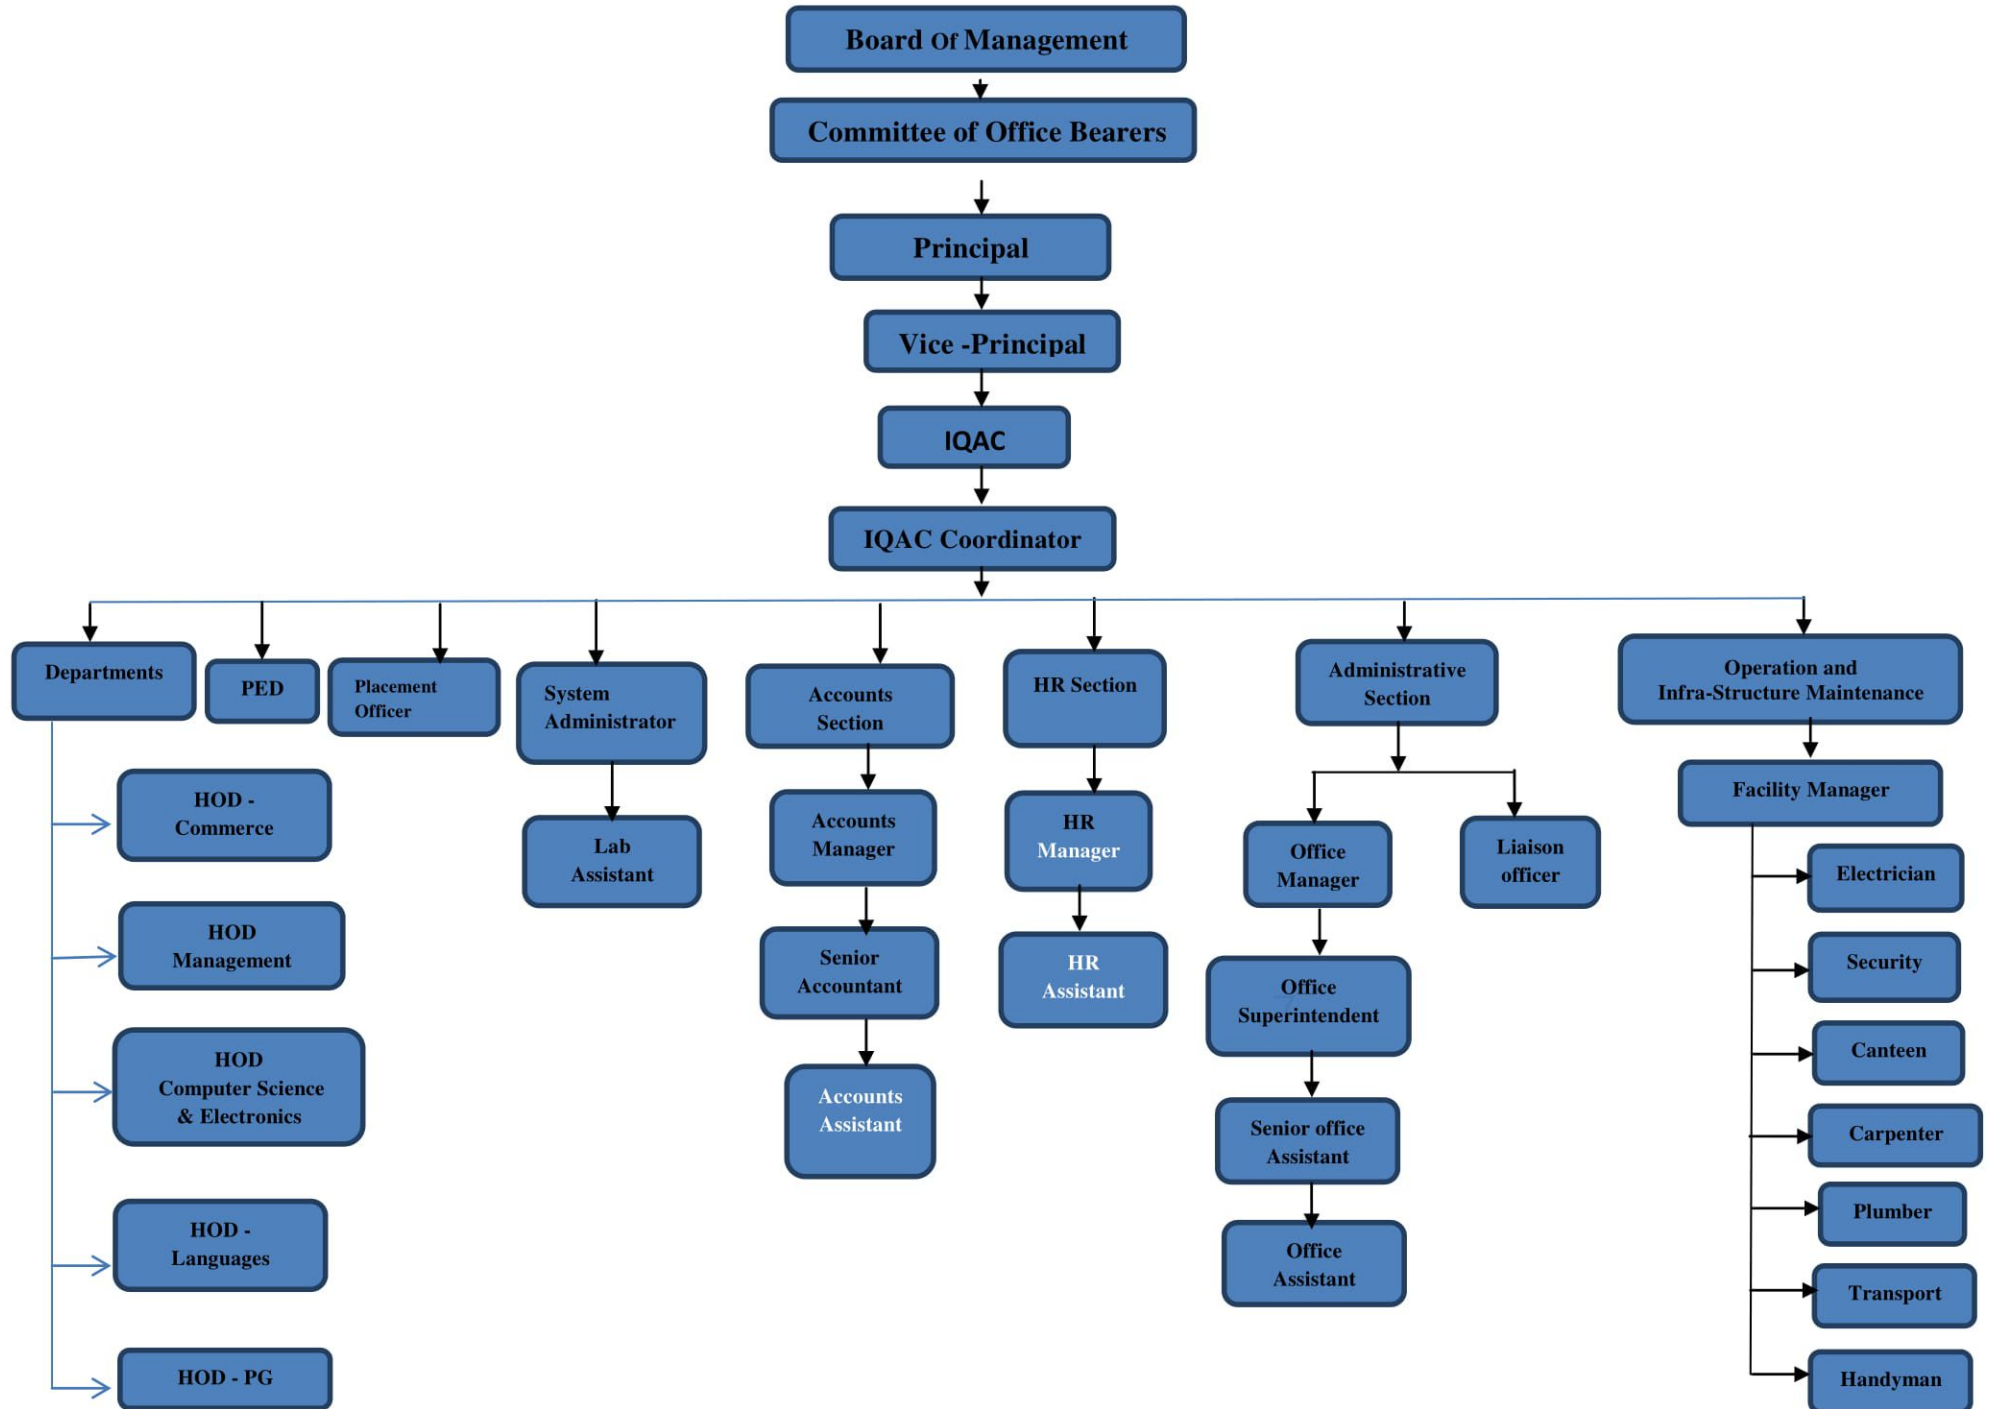 Board Of Management
Committee of Office Bearers
Principal
Vice -Principal
IQAC
IQAC Coordinator
Departments
PED
Placement
Officer
System
Administrator
Accounts
Section
HR Section
Administrative
Section
Operation and
Infra-Structure Maintenance
HOD -
Commerce
HOD
Management
HOD
Computer Science
& Electronics
HOD -
Languages
HOD - PG
Lab
Assistant
Accounts
Manager
Senior
Accountant
Accounts
Assistant
HR
Manager
HR
Assistant
Office
Manager
Liaison
officer
Office
Superintendent
Senior office
Assistant
Office
Assistant
Facility Manager
Electrician
Security
Canteen
Carpenter
Plumber
Transport
Handyman